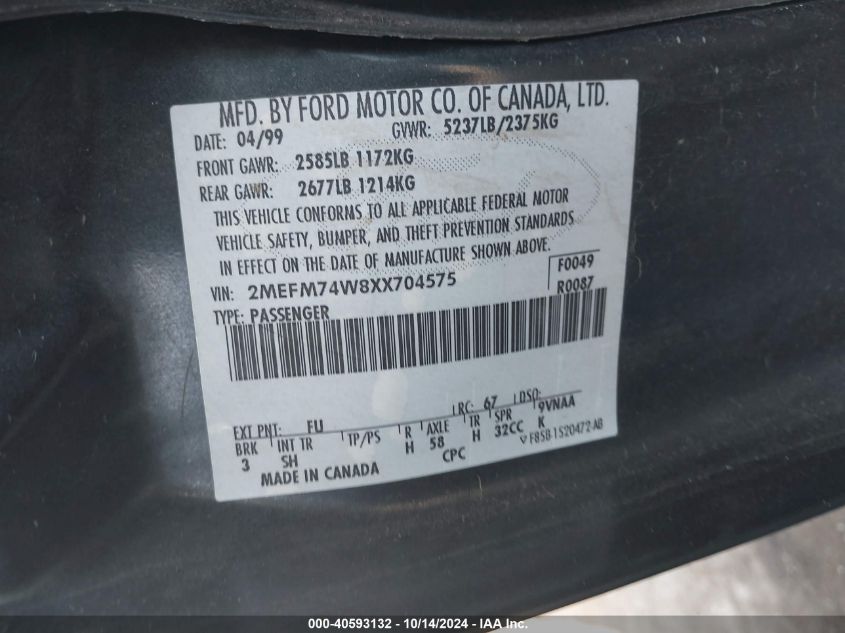 MFD. BY FORD MOTOR CO. OF CANADA, LTD.
DATE: 04/99 GVWR: 5237LB/2375KG
FRONT GAWR: 2585LB 1172KG
REAR GAWR: 2677LB 1214KG
THIS VEHICLE CONFORMS TO ALL APPLICABLE FEDERAL MOTOR
VEHICLE SAFETY, BUMPER, AND THEFT PREVENTION STANDARDS
IN EFFECT ON THE DATE OF MANUFACTURE SHOWN ABOVE.
VIN: 2MEFM74W8XX704575 F0049
TYPE: PASSENGER R0087
EXT PNT: FU RC: 67 DSO:
BRK INT TR TP/PS R AXLE TR SPR 9VNAA
3 SH H 58 H 32CC K
MADE IN CANADA CPC F85B-1520472-AB
000-40593132 - 10/14/2024 - IAA Inc.